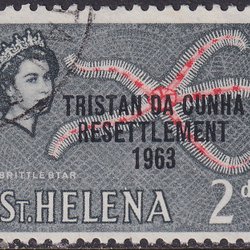 TRISTAN DA CUNHA
RESETTLEMENT
1963
BRITTLE STAR
ST. HELENA 2d